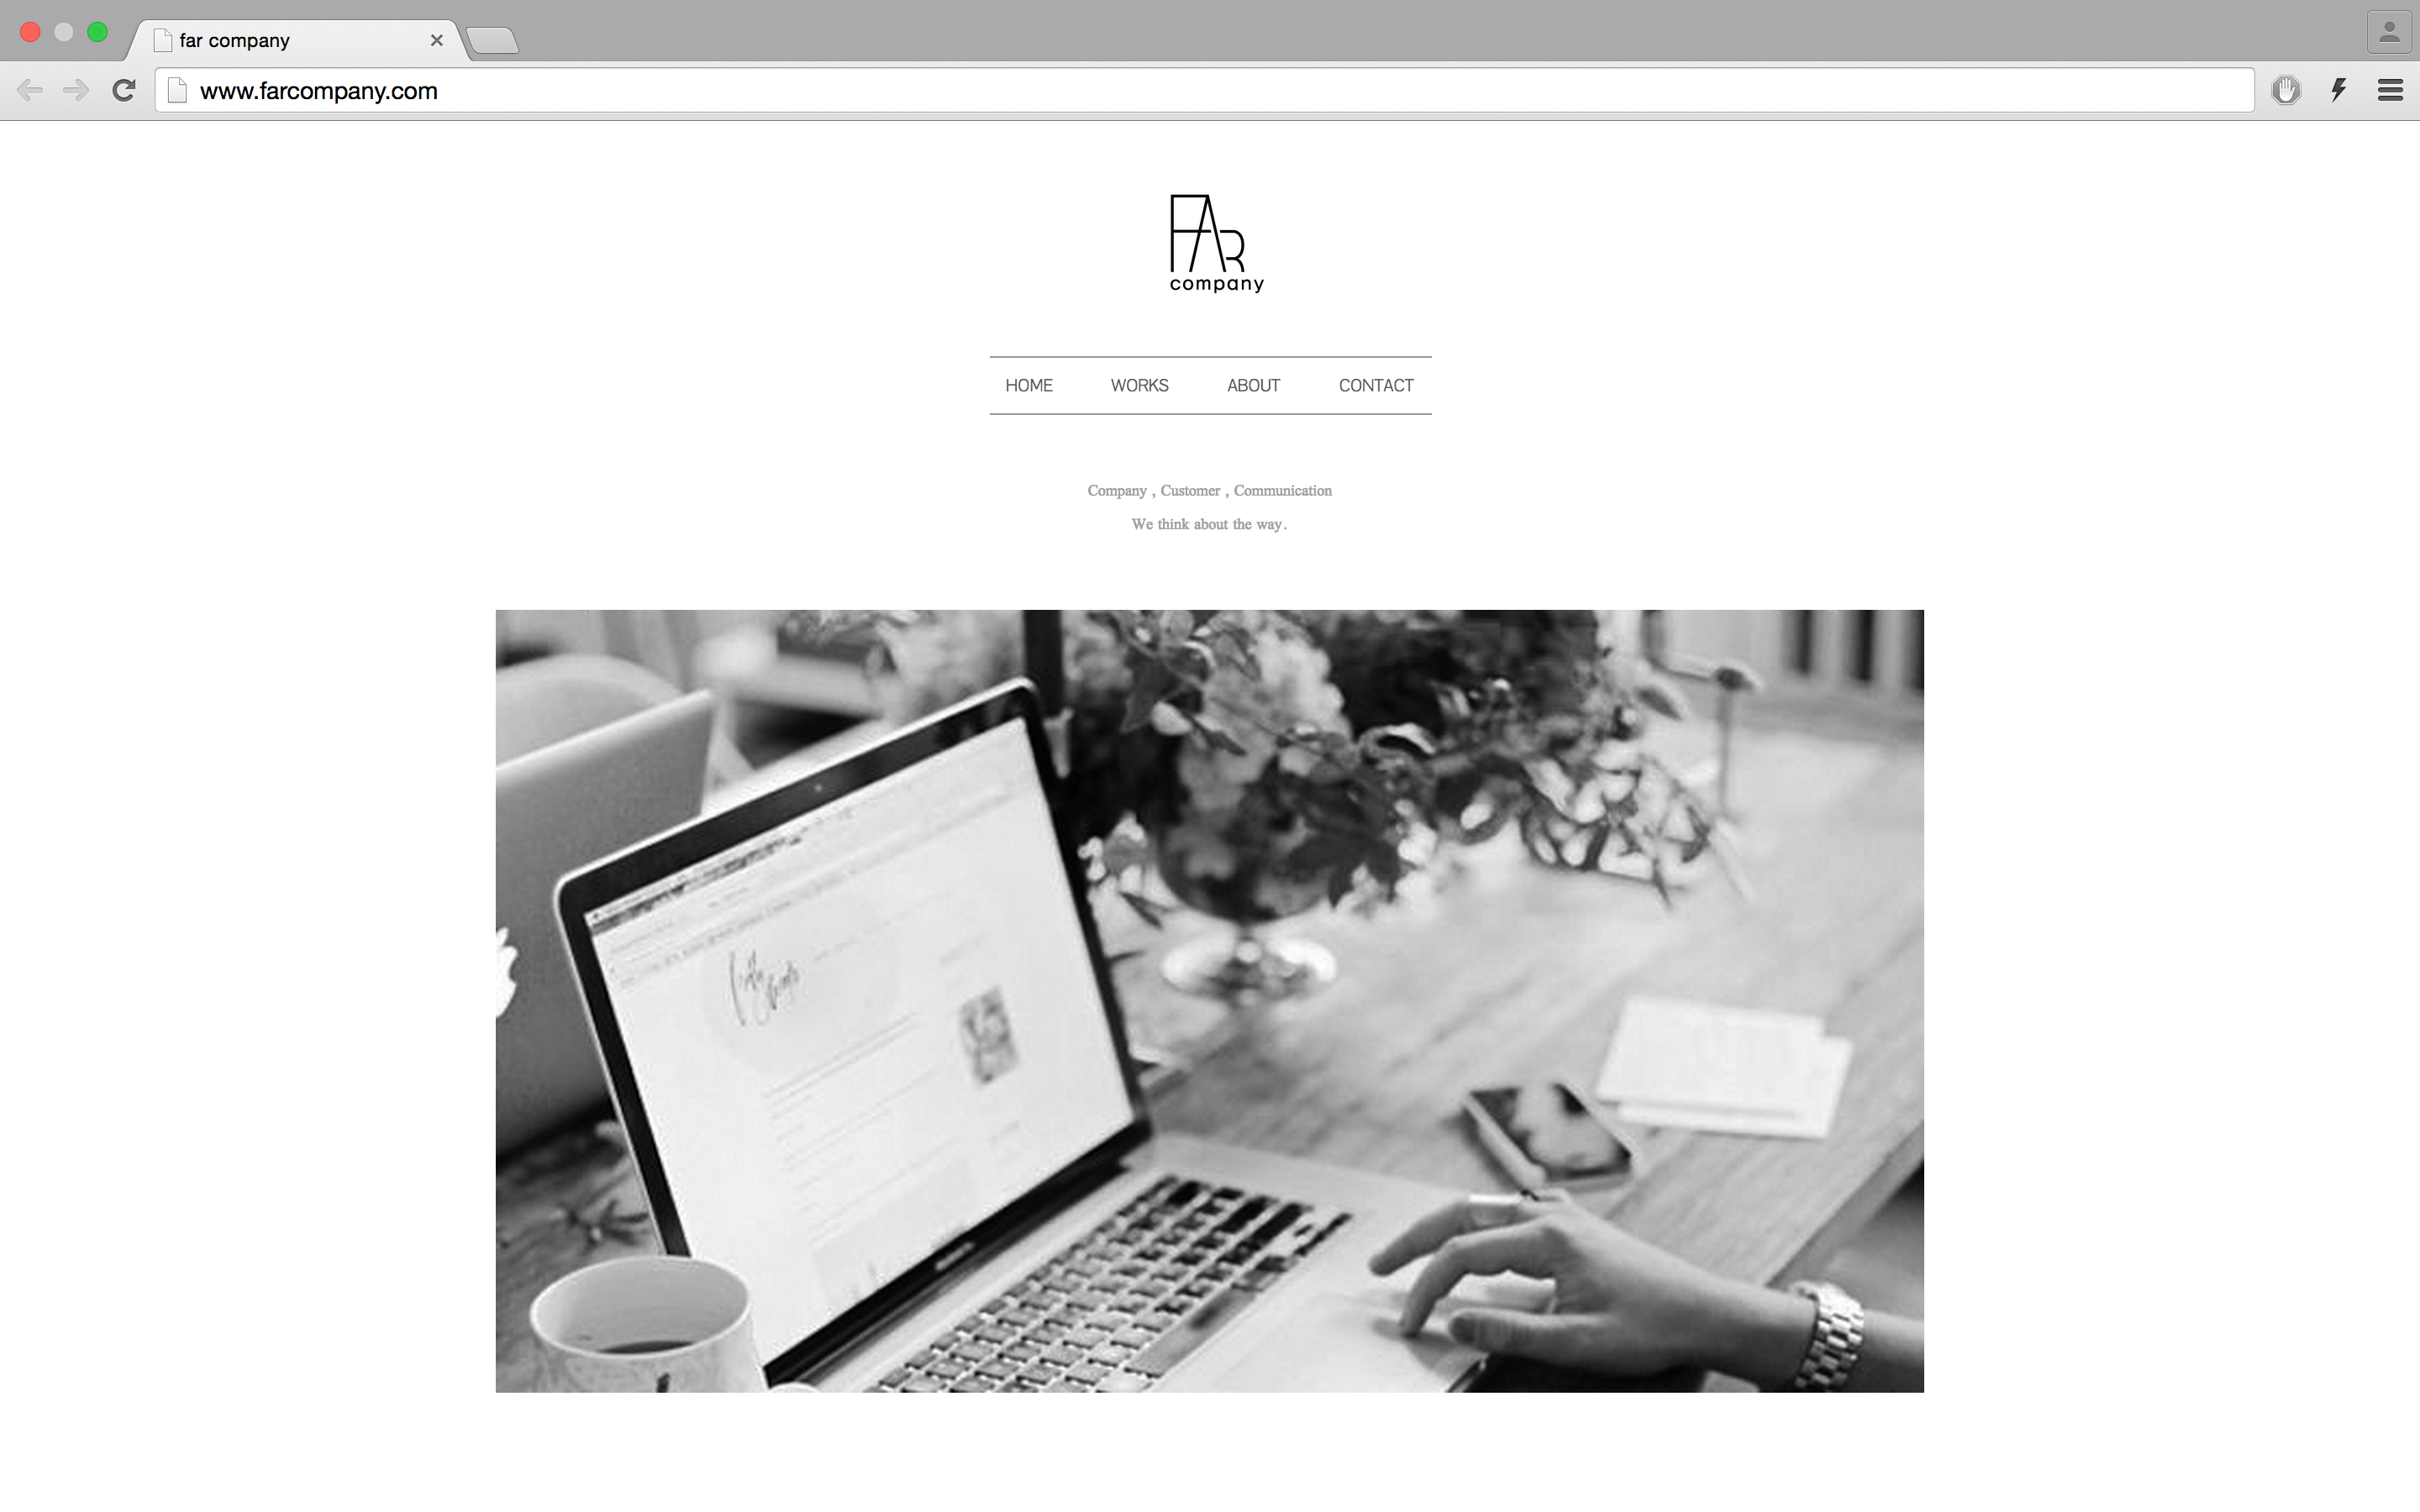 far company
www.farcompany.com
FAR
company
HOME WORKS ABOUT CONTACT
Company , Customer , Communication
We think about the way.